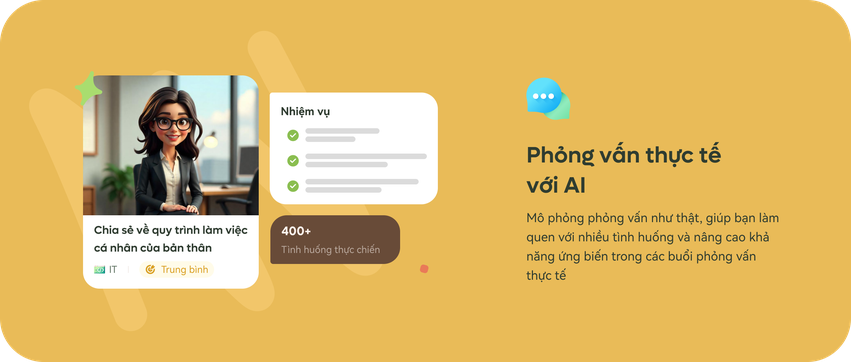 Nhiệm vụ
Chia sẻ về quy trình làm việc
cá nhân của bản thân
IT
Trung bình
400+
Tình huống thực chiến
Phỏng vấn thực tế
với AI
Mô phỏng phỏng vấn như thật, giúp bạn làm
quen với nhiều tình huống và nâng cao khả
năng ứng biến trong các buổi phỏng vấn
thực tế